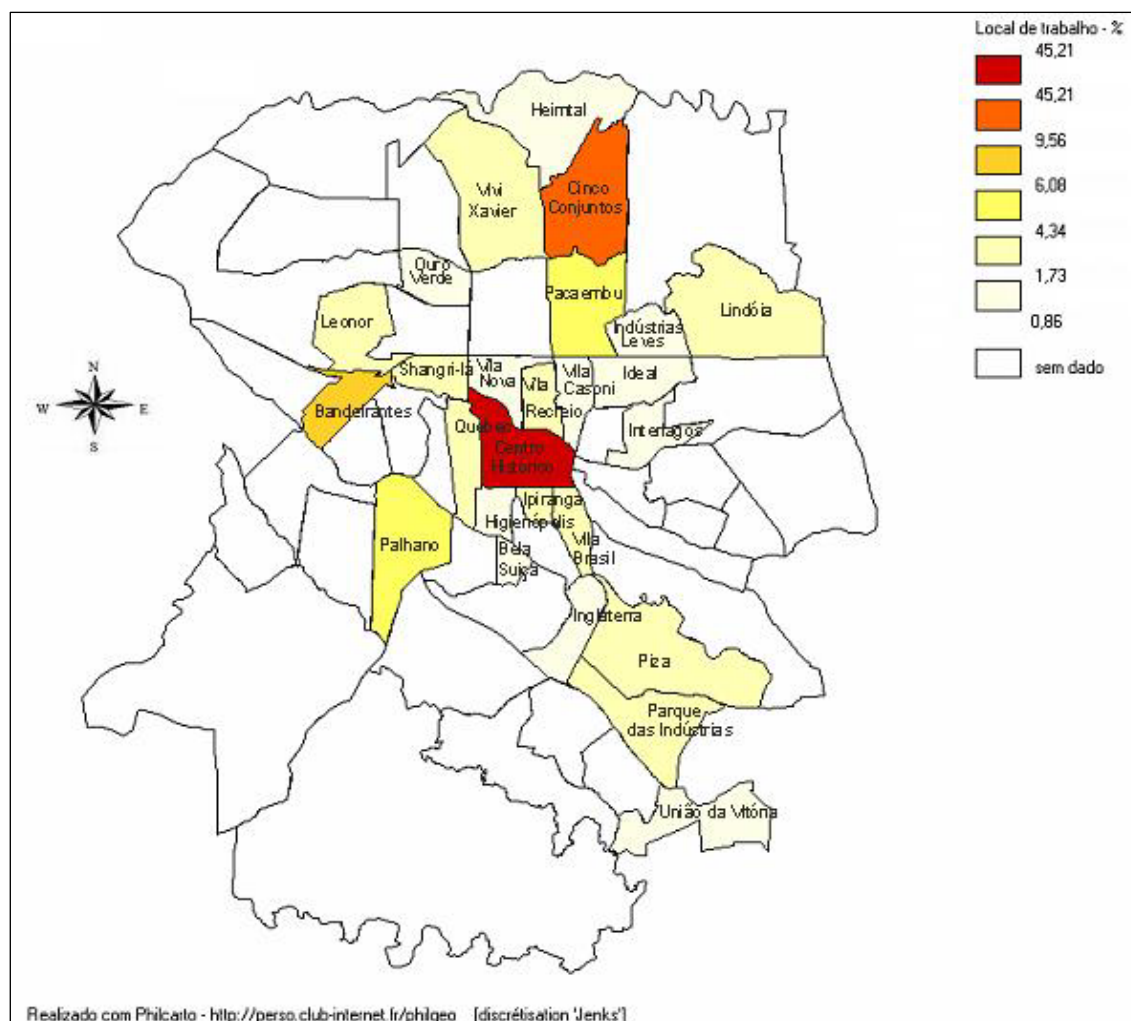 Local de trabalho - %
45,21
45,21
9,56
6,08
4,34
1,73
0,86
sem dado
Heimtal
Cinco
Conjuntos
Vivi
Xavier
Ouro
Verde
Pacaembu
Lindóia
Leonor
Indústrias
Leves
Shangri-lá
Vila
Nova
Vila
Recreio
Vila
Casoni
Ideal
N
W
E
S
Bandeirantes
Quebec
Interlagos
Centro
Histórico
Ipiranga
Higienópolis
Palhano
Bela
Suiça
Vila
Brasil
Inglaterra
Piza
Parque
das Indústrias
União da Vitória
Realizado com Philcarto - http://perso.club-internet.fr/philgeo [discrétisation 'Jenks']